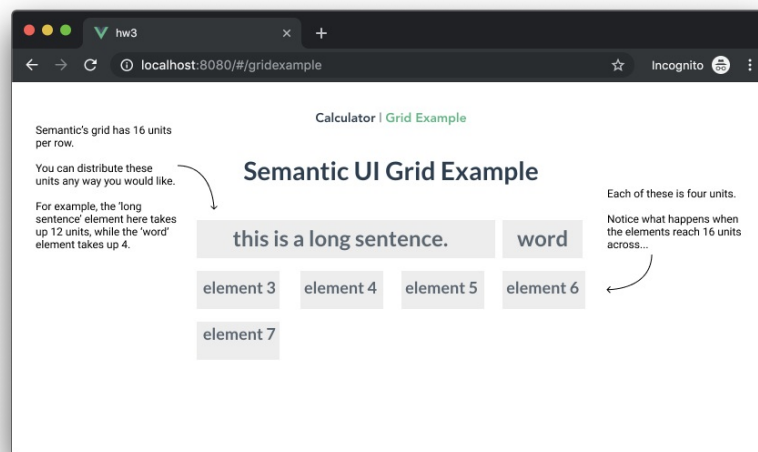 hw3
localhost:8080/#/gridexample
Incognito
Calculator | Grid Example
Semantic UI Grid Example
Semantic's grid has 16 units
per row.
You can distribute these
units any way you would like.
For example, the 'long
sentence' element here takes
up 12 units, while the 'word'
element takes up 4.
this is a long sentence.
word
element 3
element 4
element 5
element 6
element 7
Each of these is four units.
Notice what happens when
the elements reach 16 units
across...